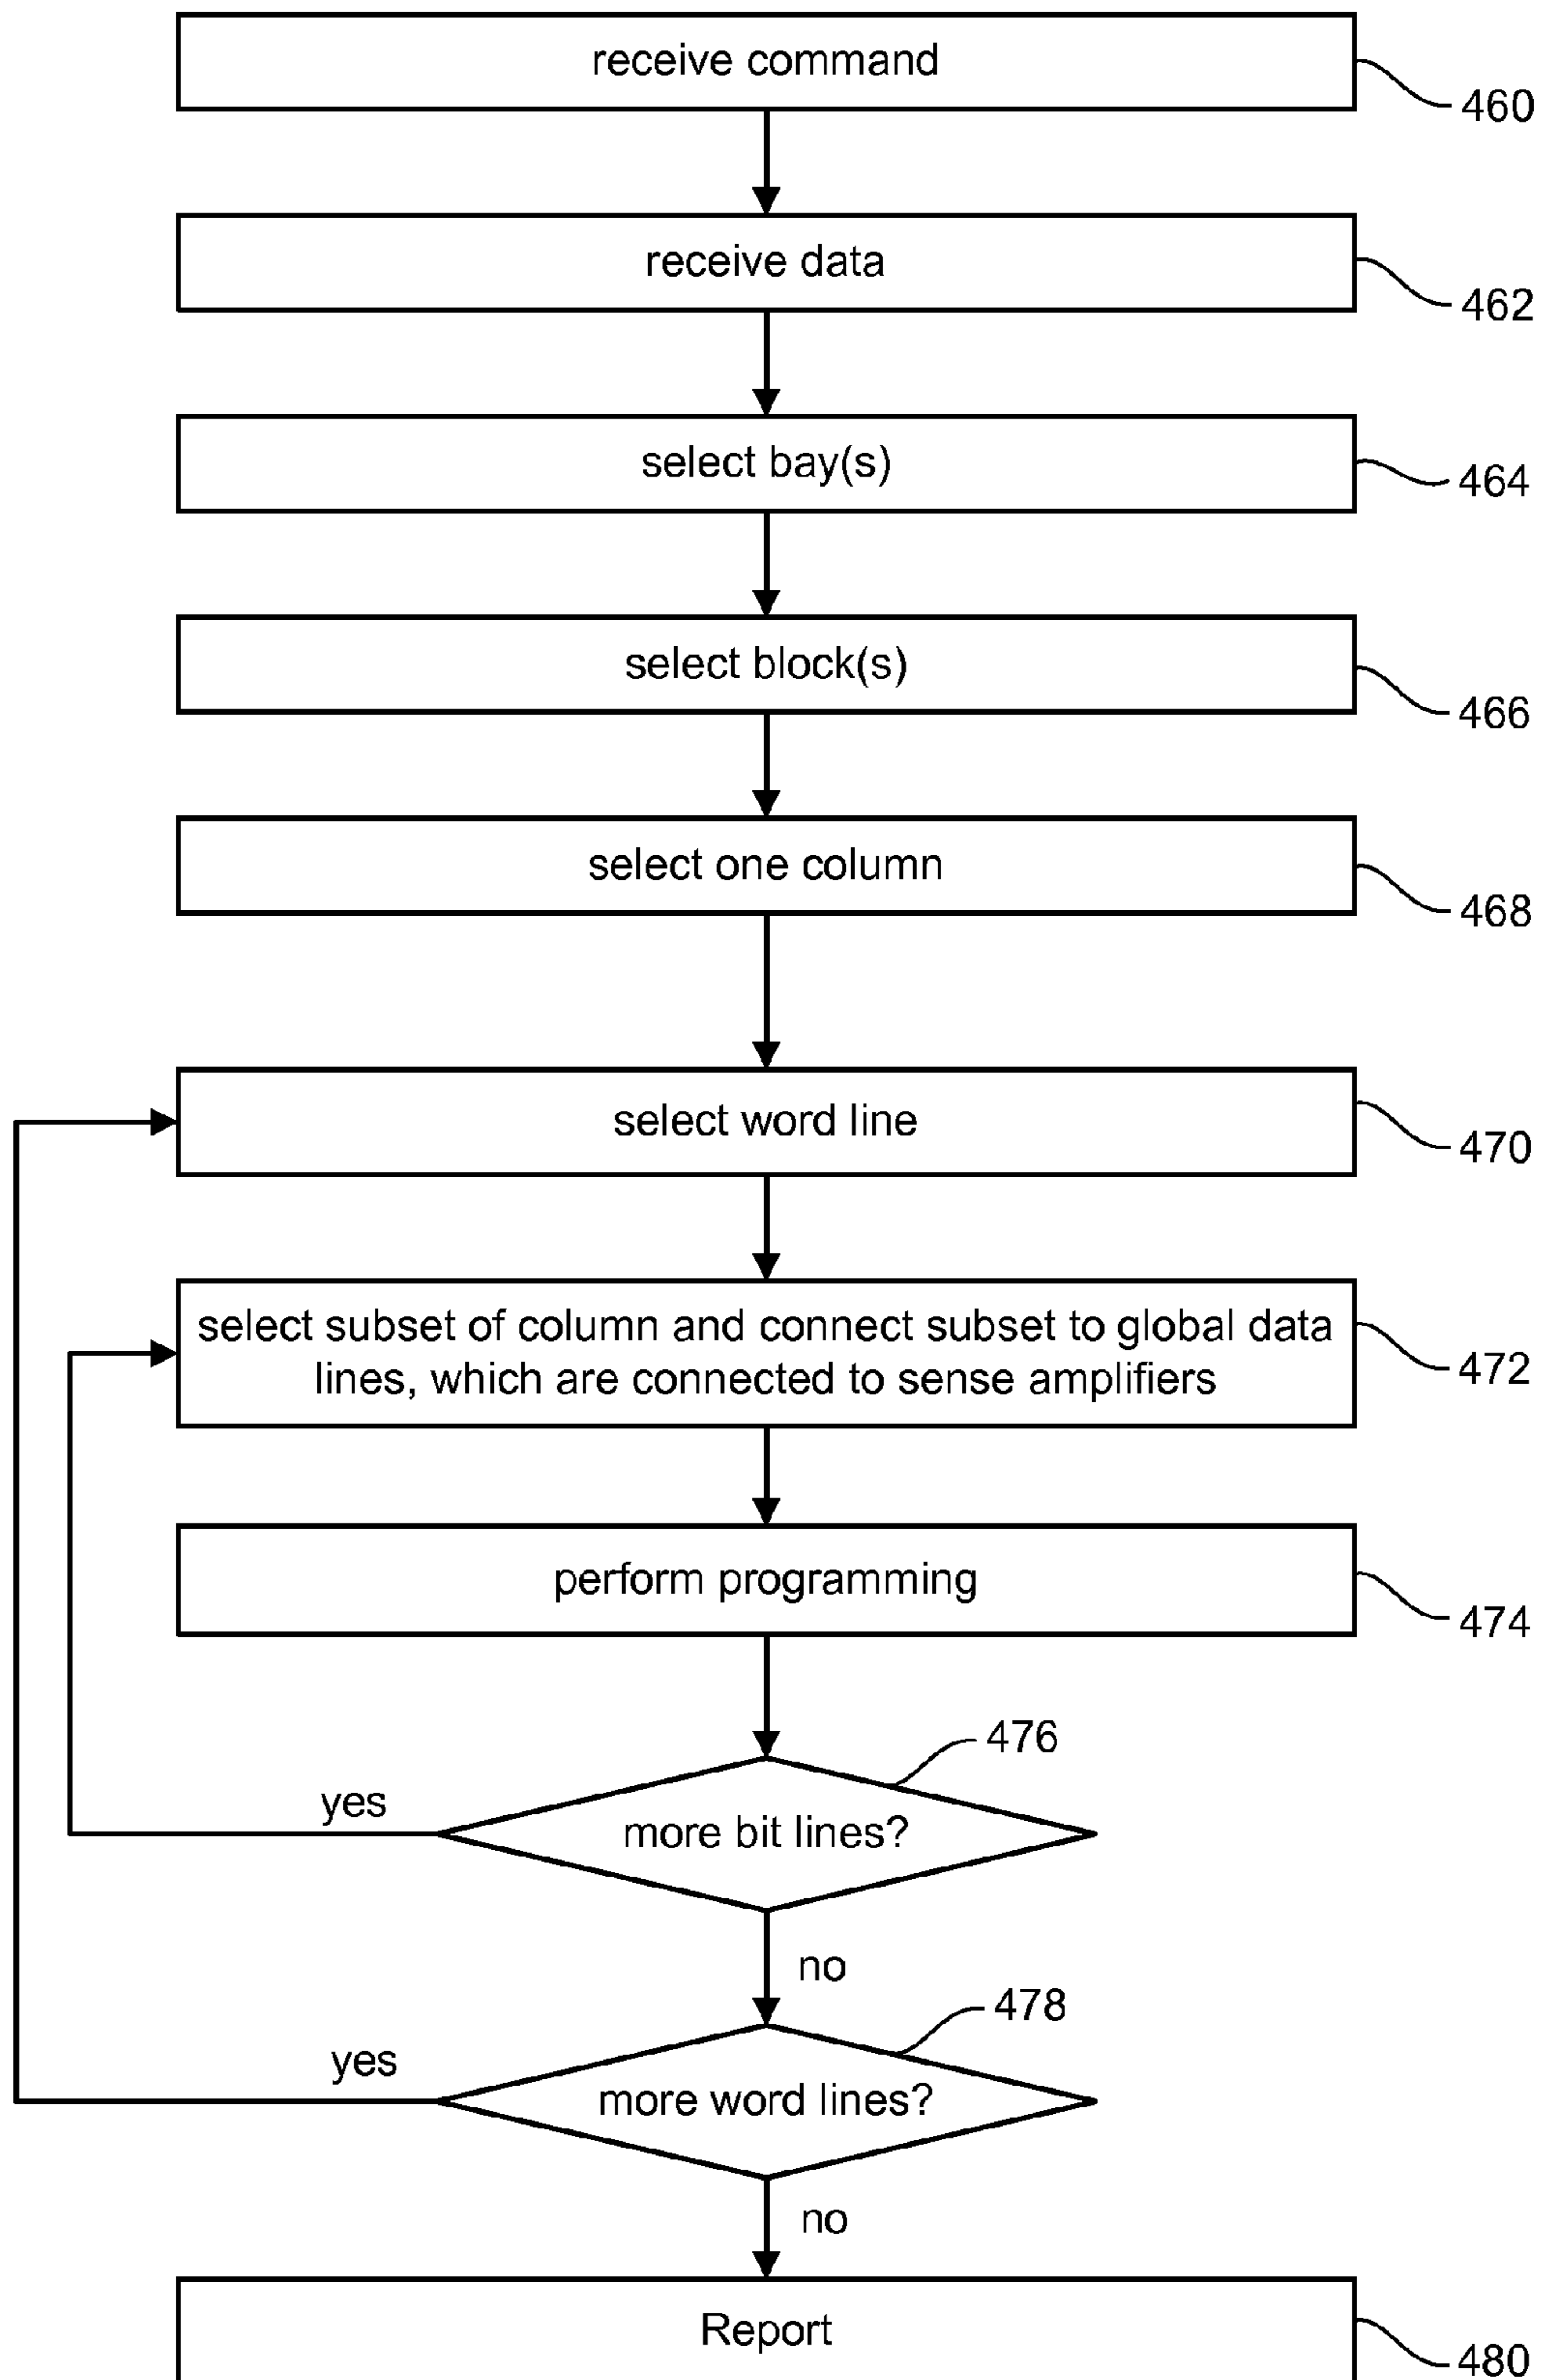 receive command
460
receive data
462
select bay(s)
464
select block(s)
466
select one column
468
select word line
470
select subset of column and connect subset to global data
lines, which are connected to sense amplifiers
472
perform programming
474
476
more bit lines?
yes
no
478
more word lines?
yes
no
Report
480